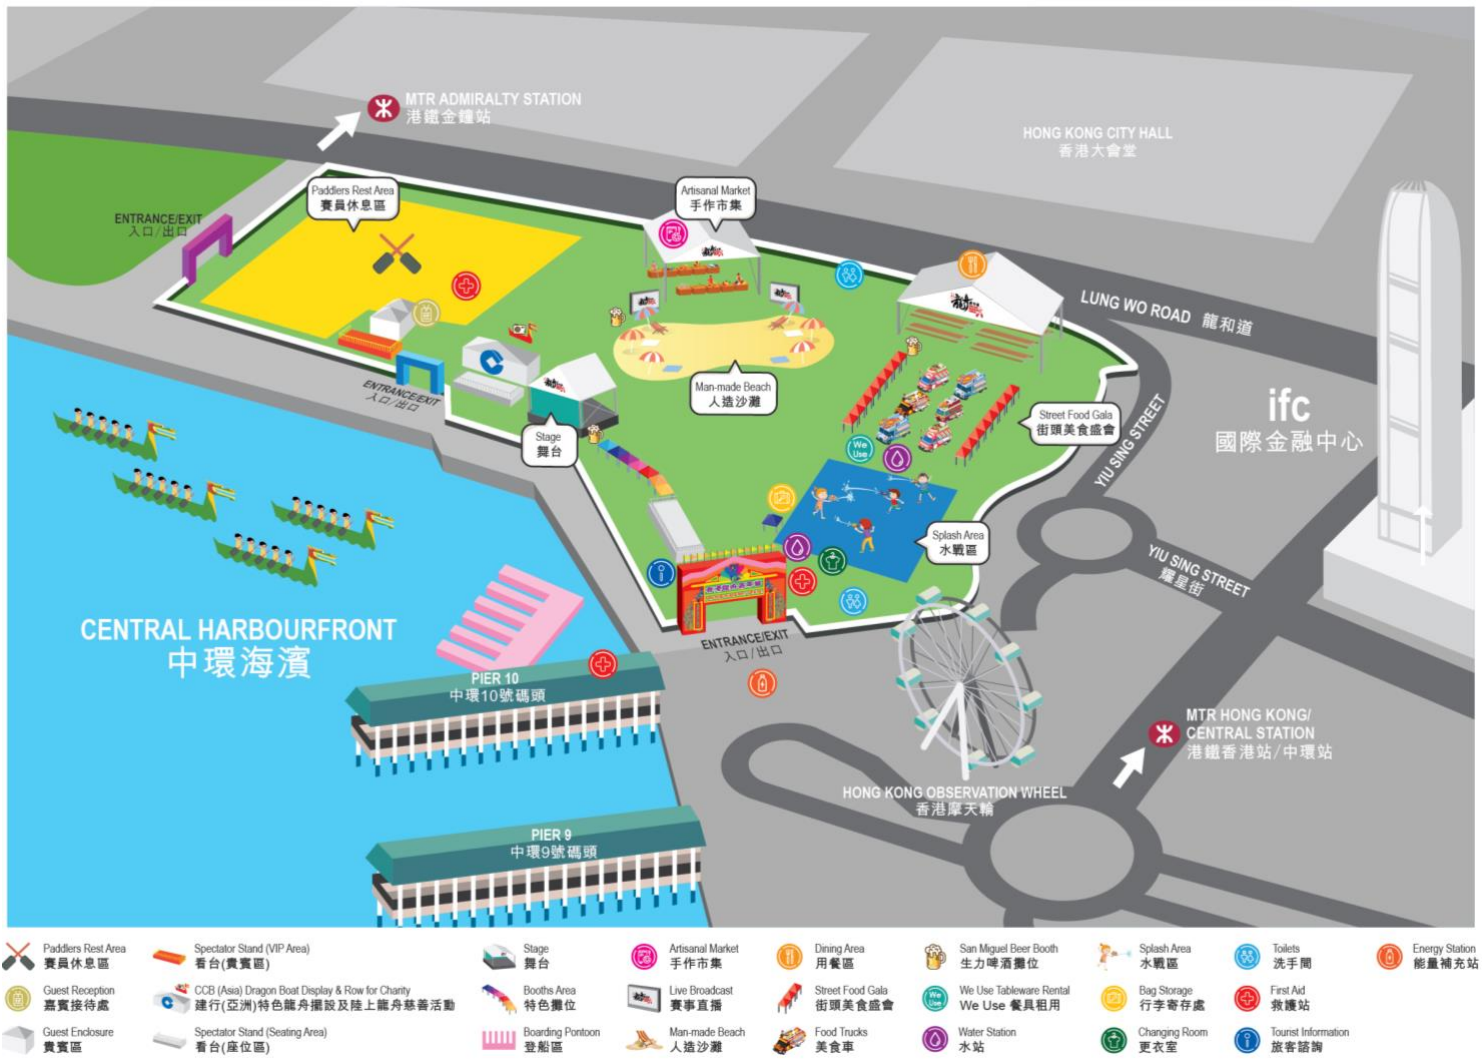 MTR ADMIRALTY STATION
港鐵金鐘站
HONG KONG CITY HALL
香港大會堂
Paddlers Rest Area
賽員休息區
Artisanal Market
手作市集
ENTRANCE/EXIT
入口/出口
LUNG WO ROAD 龍和道
ENTRANCE/EXIT
入口/出口
Man-made Beach
人造沙灘
Street Food Gala
街頭美食盛會
ifc
國際金融中心
Stage
舞台
YIU SING STREET
We
Use
Splash Area
水戰區
YIU SING STREET
耀星街
CENTRAL HARBOURFRONT
中環海濱
ENTRANCE/EXIT
入口/出口
PIER 10
中環10號碼頭
MTR HONG KONG/
CENTRAL STATION
港鐵香港站/中環站
HONG KONG OBSERVATION WHEEL
香港摩天輪
PIER 9
中環9號碼頭
Paddlers Rest Area
賽員休息區
Spectator Stand (VIP Area)
看台(貴賓區)
Stage
舞台
Artisanal Market
手作市集
Dining Area
用餐區
San Miguel Beer Booth
生力啤酒攤位
Splash Area
水戰區
Toilets
洗手間
Energy Station
能量補充站
Guest Reception
嘉賓接待處
CCB (Asia) Dragon Boat Display & Row for Charity
建行(亞洲)特色龍舟擺設及陸上龍舟慈善活動
Booths Area
特色攤位
Live Broadcast
賽事直播
Street Food Gala
街頭美食盛會
We
Use
We Use Tableware Rental
We Use 餐具租用
Bag Storage
行李寄存處
First Aid
救護站
Guest Enclosure
貴賓區
Spectator Stand (Seating Area)
看台(座位區)
Boarding Pontoon
登船區
Man-made Beach
人造沙灘
Food Trucks
美食車
Water Station
水站
Changing Room
更衣室
Tourist Information
旅客諮詢